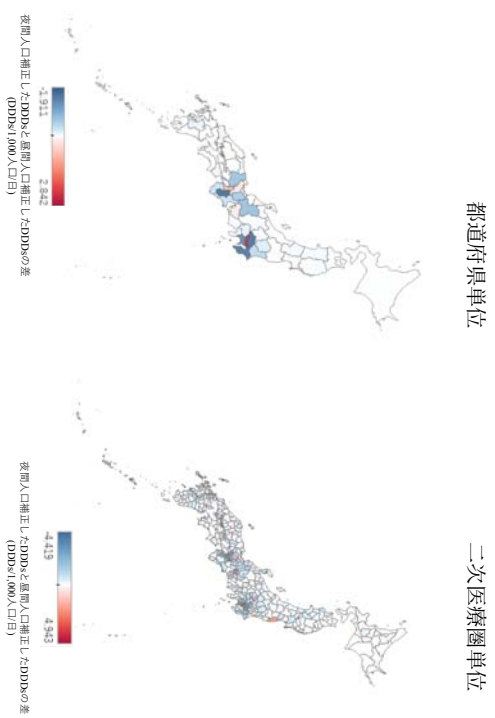 都道府県単位
-1.911
2.842
夜間人口補正したDDDsと昼間人口補正したDDDsの差
(DDDs/1,000人口/日)
二次医療圏単位
-4.419
4.943
夜間人口補正したDDDsと昼間人口補正したDDDsの差
(DDDs/1,000人口/日)